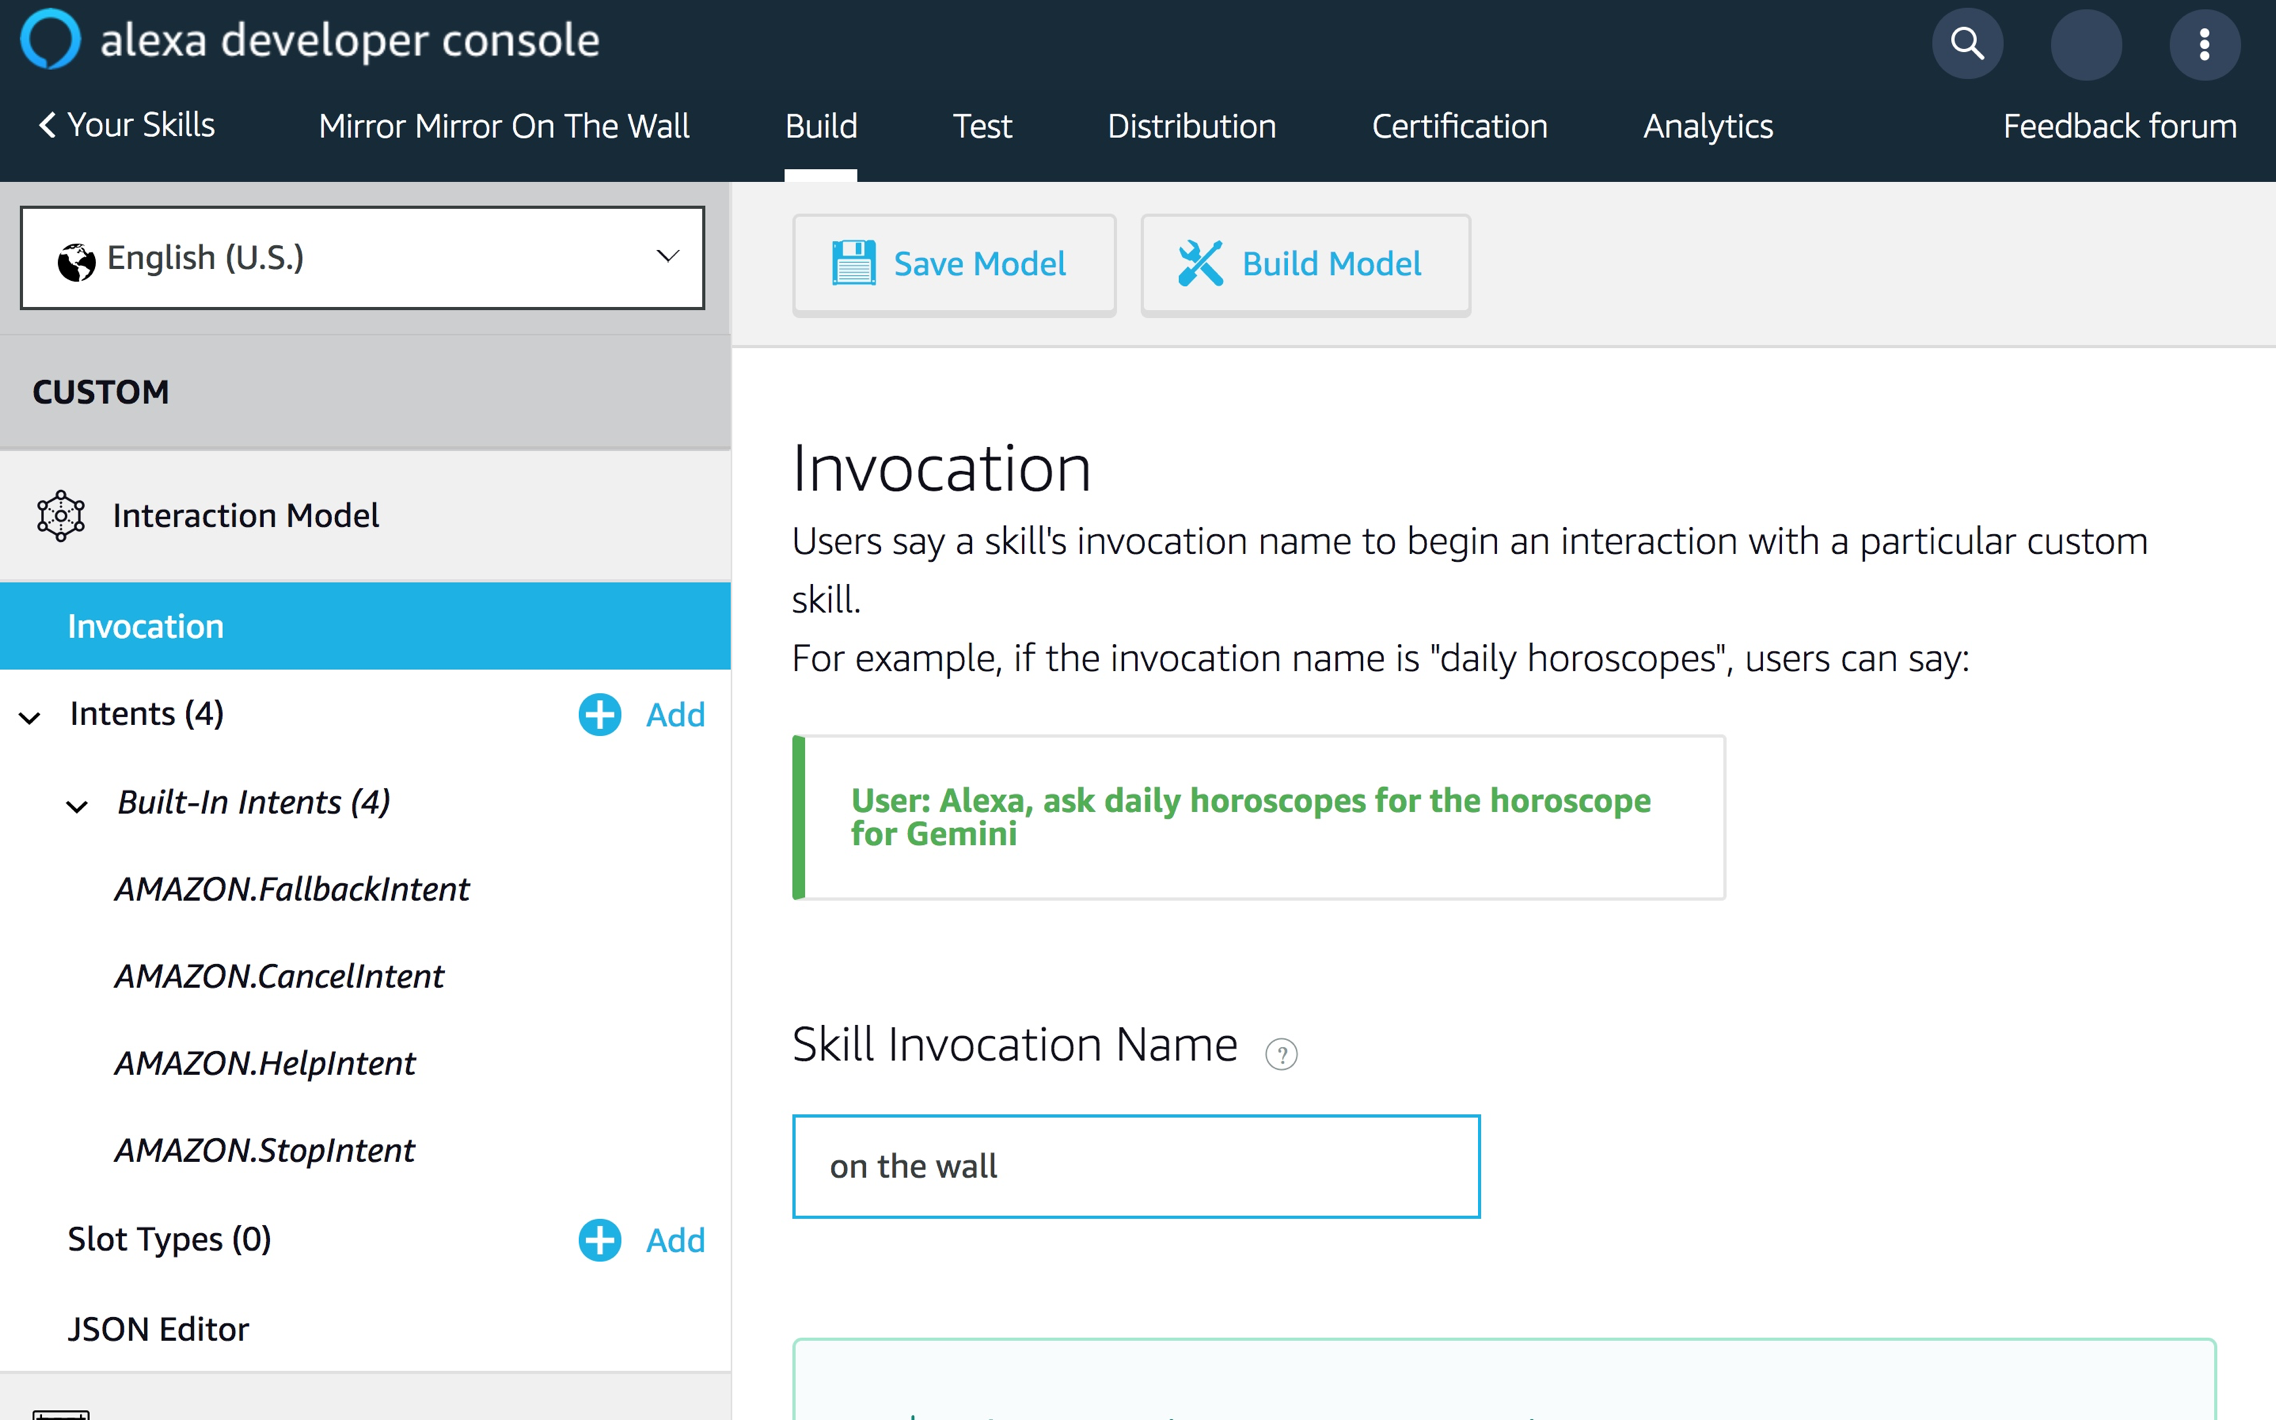 alexa developer console
Your Skills
Mirror Mirror On The Wall
Build
Test
Distribution
Certification
Analytics
Feedback forum
English (U.S.)
Save Model
Build Model
CUSTOM
Interaction Model
Invocation
Intents (4)
Add
Built-In Intents (4)
AMAZON.FallbackIntent
AMAZON.CancelIntent
AMAZON.HelpIntent
AMAZON.StopIntent
Slot Types (0)
Add
JSON Editor
Invocation
Users say a skill's invocation name to begin an interaction with a particular custom
skill.
For example, if the invocation name is "daily horoscopes", users can say:
User: Alexa, ask daily horoscopes for the horoscope
for Gemini
Skill Invocation Name ?
on the wall